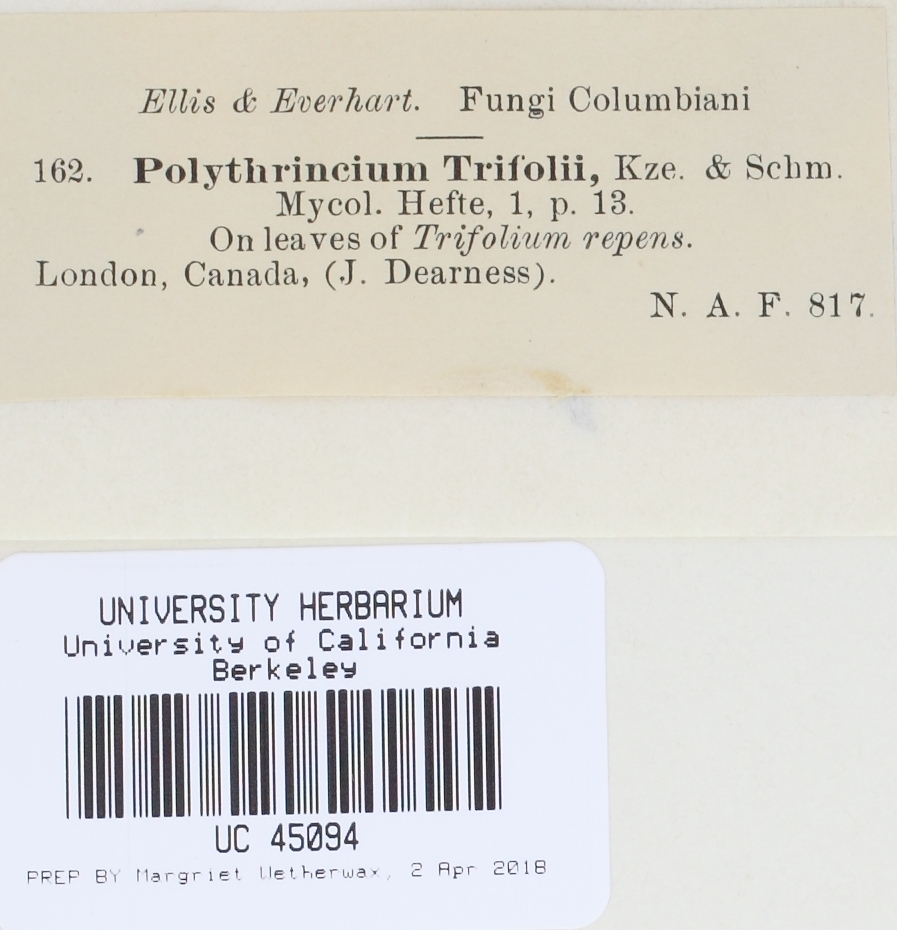 Ellis & Everhart. Fungi Columbiani
162. Polythrincium Trifolii, Kze. & Schm.
Mycol. Hefte, 1, p. 13.
On leaves of Trifolium repens.
London, Canada, (J. Dearness).
N. A. F. 817.
UNIVERSITY HERBARIUM
University of California
Berkeley
UC 45094
PREP BY Margriet Wetherwax, 2 Apr 2018